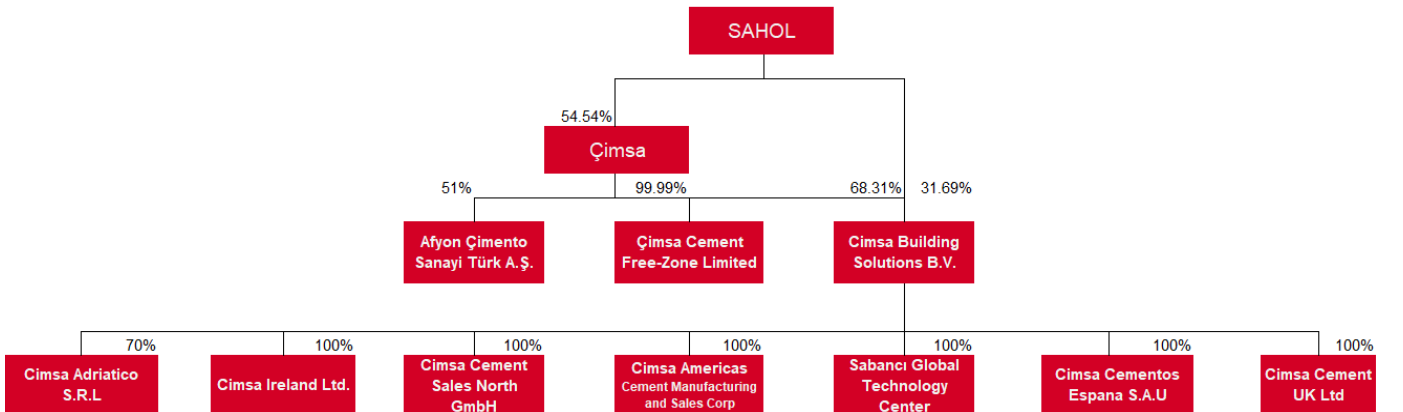 SAHOL
54.54%
Çimsa
51%
99.99%
68.31%
31.69%
Afyon Çimento
Sanayi Türk A.Ş.
Çimsa Cement
Free-Zone Limited
Cimsa Building
Solutions B.V.
70%
100%
100%
100%
100%
100%
100%
Cimsa Adriatico
S.R.L
Cimsa Ireland Ltd.
Cimsa Cement
Sales North
GmbH
Cimsa Americas
Cement Manufacturing
and Sales Corp
Sabancı Global
Technology
Center
Cimsa Cementos
Espana S.A.U
Cimsa Cement
UK Ltd